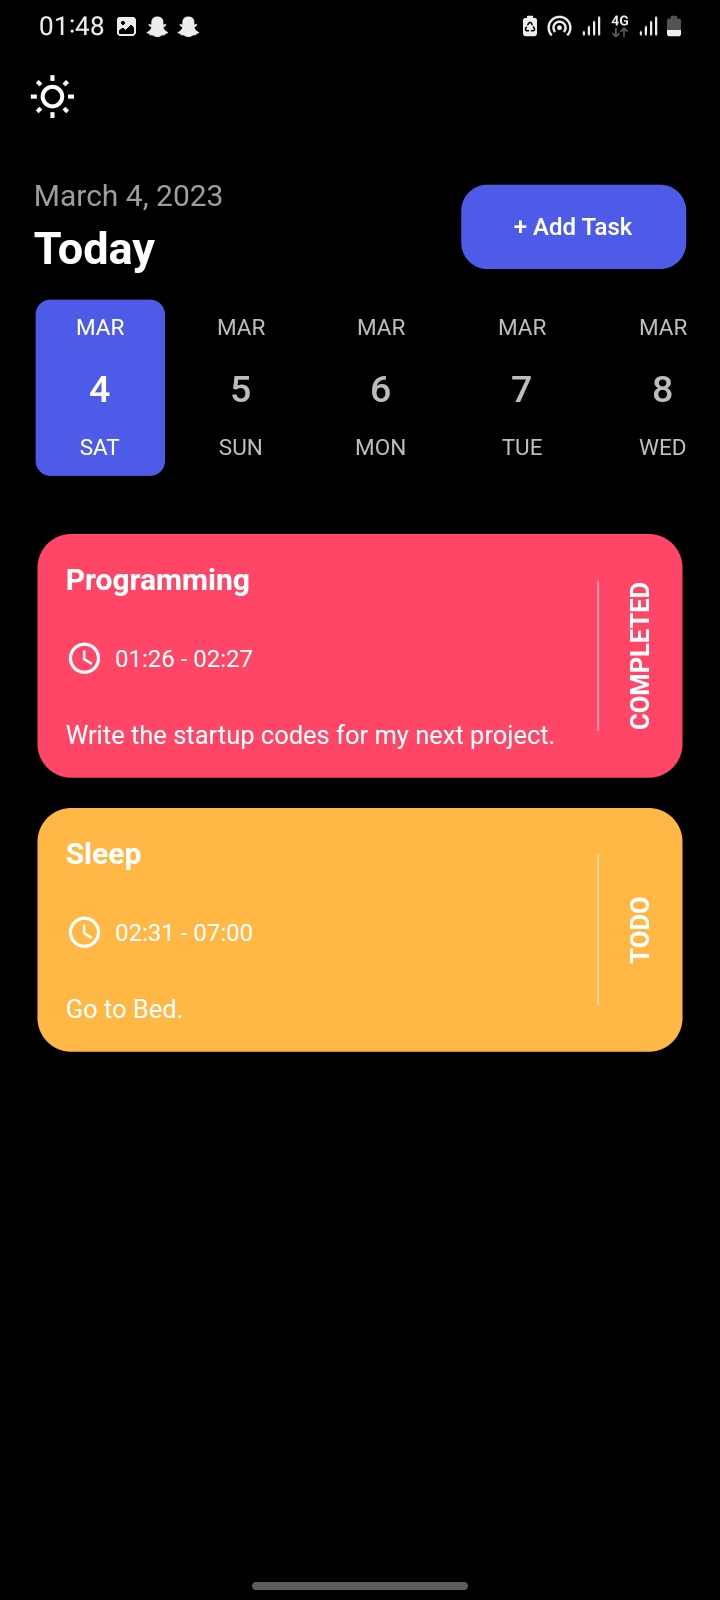 01:48
4G
March 4, 2023
Today
+ Add Task
MAR MAR MAR MAR MAR
4 5 6 7 8
SAT SUN MON TUE WED
Programming
01:26 - 02:27
Write the startup codes for my next project.
COMPLETED
Sleep
02:31 - 07:00
Go to Bed.
TODO